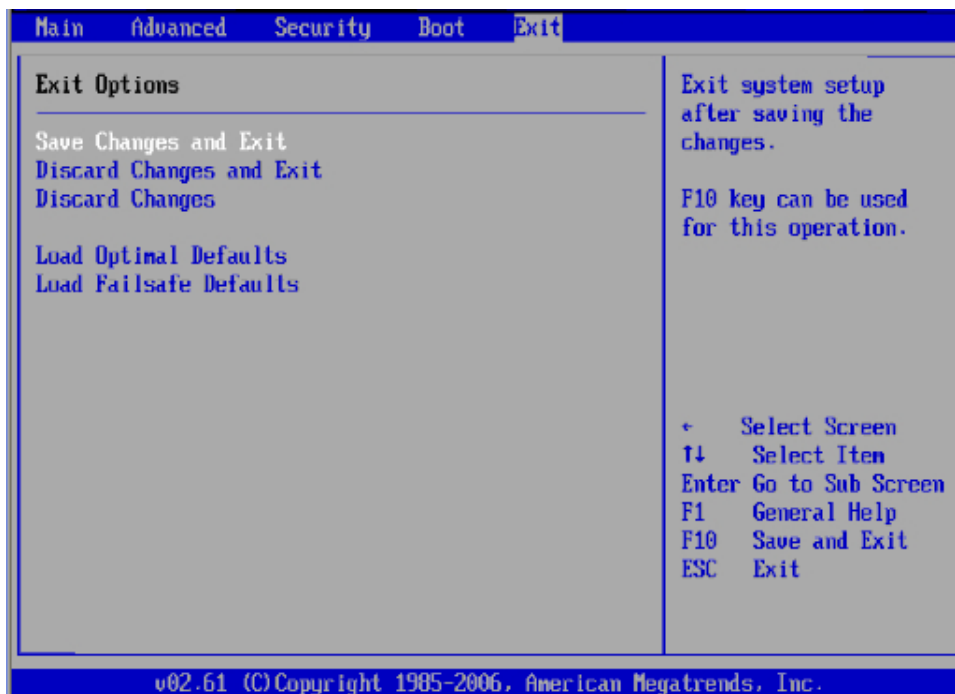 Main Advanced Security Boot Exit
Exit Options
Save Changes and Exit
Discard Changes and Exit
Discard Changes
Load Optimal Defaults
Load Failsafe Defaults
Exit system setup
after saving the
changes.
F10 key can be used
for this operation.
← Select Screen
↑↓ Select Item
Enter Go to Sub Screen
F1 General Help
F10 Save and Exit
ESC Exit
v02.61 (C)Copyright 1985-2006, American Megatrends, Inc.